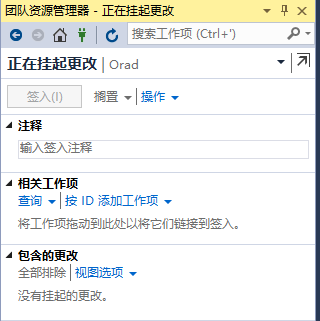 团队资源管理器 - 正在挂起更改
搜索工作项 (Ctrl+')
正在挂起更改 | Orad
签入(I) 搁置 操作
注释
输入签入注释
相关工作项
查询 | 按 ID 添加工作项
将工作项拖动到此处以将它们链接到签入。
包含的更改
全部排除 | 视图选项
没有挂起的更改。